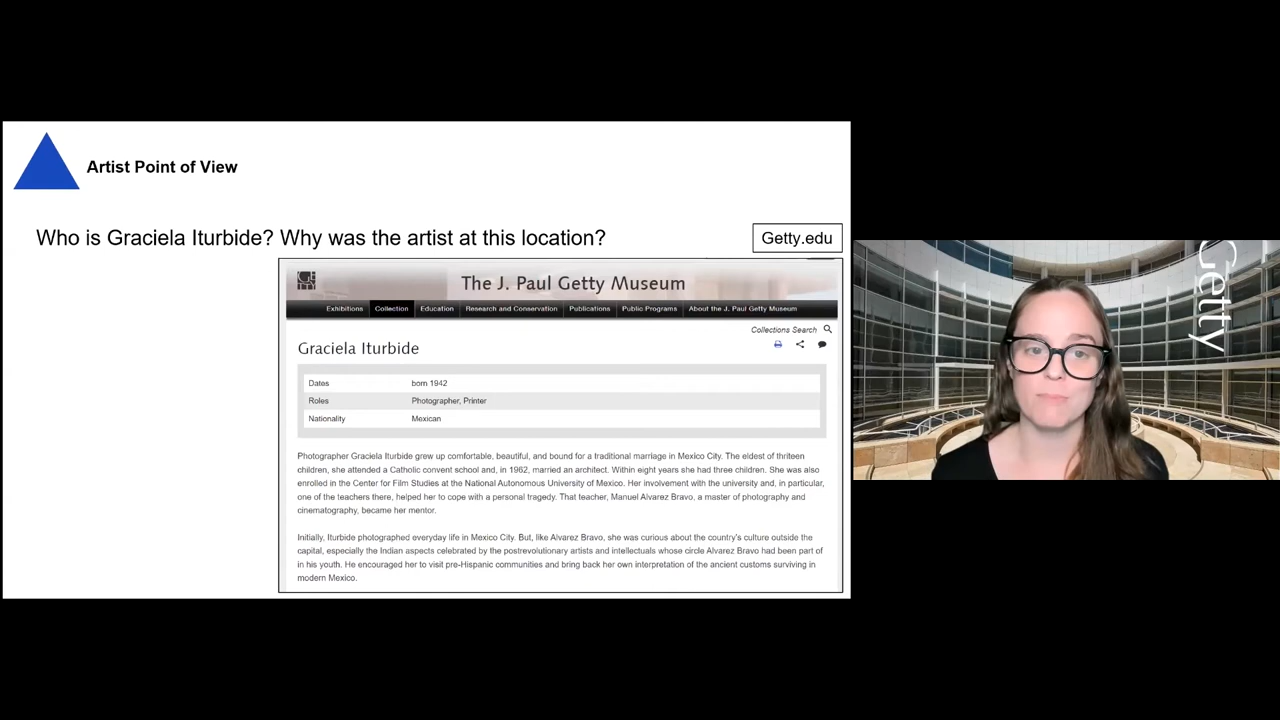 Artist Point of View
Who is Graciela Iturbide? Why was the artist at this location?
Getty.edu
The J. Paul Getty Museum
Exhibitions Collection Education Research and Conservation Publications Public Programs About the J. Paul Getty Museum
Collections Search
Graciela Iturbide
Dates born 1942
Roles Photographer, Printer
Nationality Mexican
Photographer Graciela Iturbide grew up comfortable, beautiful, and bound for a traditional marriage in Mexico City. The eldest of thriteen
children, she attended a Catholic convent school and, in 1962, married an architect. Within eight years she had three children. She was also
enrolled in the Center for Film Studies at the National Autonomous University of Mexico. Her involvement with the university and, in particular,
one of the teachers there, helped her to cope with a personal tragedy. That teacher, Manuel Alvarez Bravo, a master of photography and
cinematography, became her mentor.
Initially, Iturbide photographed everyday life in Mexico City. But, like Alvarez Bravo, she was curious about the country's culture outside the
capital, especially the Indian aspects celebrated by the postrevolutionary artists and intellectuals whose circle Alvarez Bravo had been part of
in his youth. He encouraged her to visit pre-Hispanic communities and bring back her own interpretation of the ancient customs surviving in
modern Mexico.
Getty